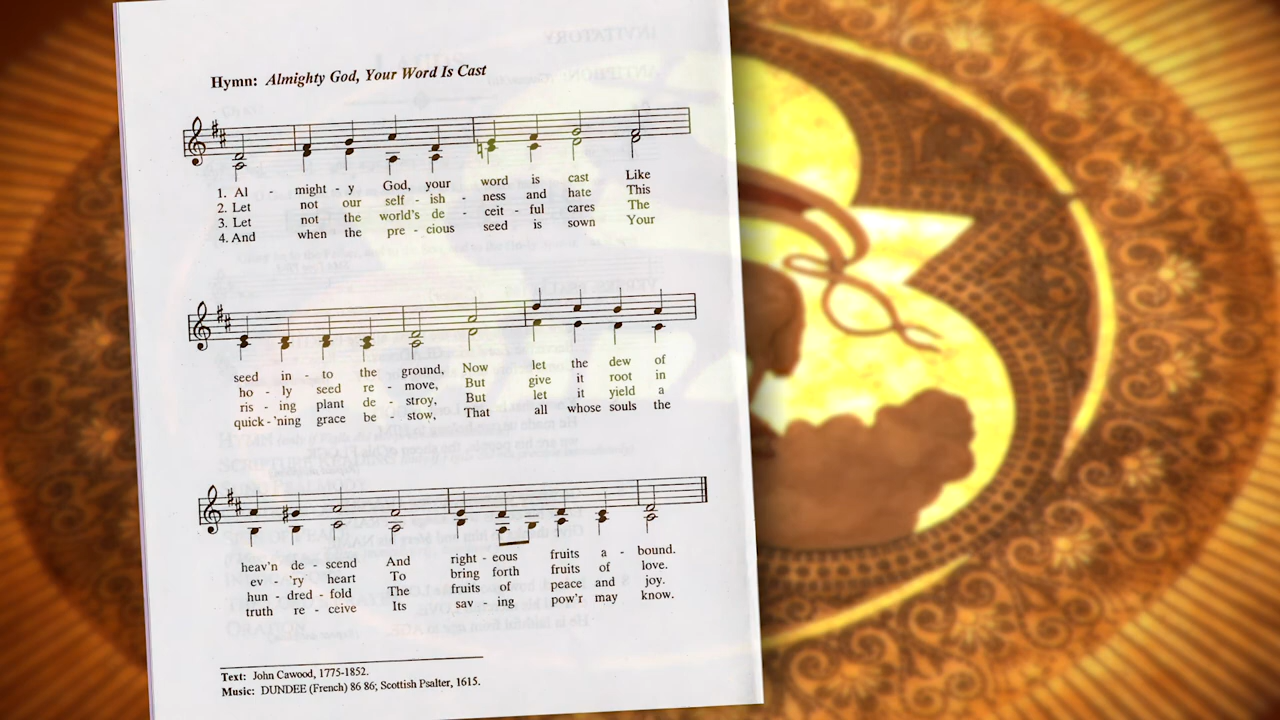 Hymn: Almighty God, Your Word Is Cast
1. Al - might - y God, your word is cast Like
2. Let not our self - ish - ness and hate This
3. Let not the world's de - ceit - ful cares The
4. And when the pre - cious seed is sown Your
seed in - to the ground, Now let the dew of
ho - ly seed re - move, But give it root in
ris - ing plant de - stroy, But let it yield a
quick - 'ning grace be - stow, That all whose souls the
heav'n de - scend And right - eous fruits a - bound.
ev - 'ry heart To bring forth fruits of love.
hun - dred - fold The fruits of peace and joy.
truth re - ceive Its sav - ing pow'r may know.
Text: John Cawood, 1775-1852.
Music: DUNDEE (French) 86 86; Scottish Psalter, 1615.